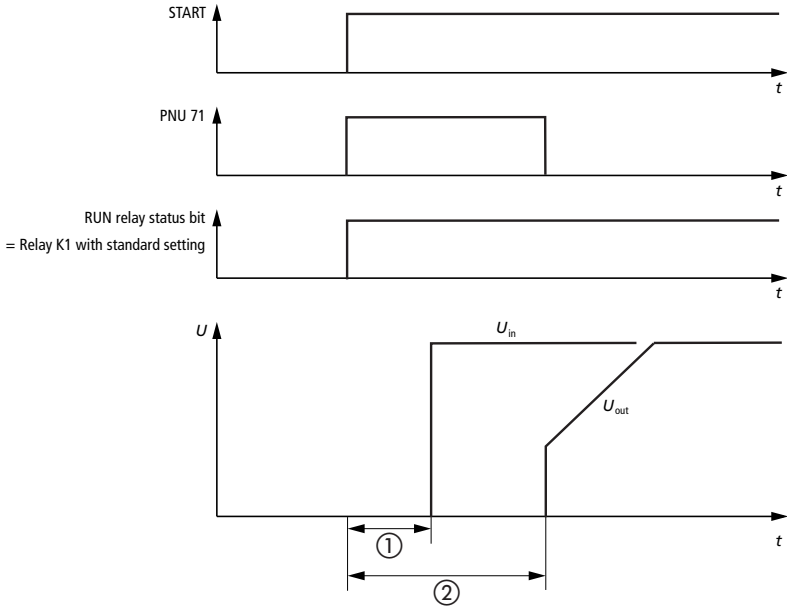 START
t
PNU 71
t
RUN relay status bit
= Relay K1 with standard setting
t
U
Uin
Uout
t
①
②